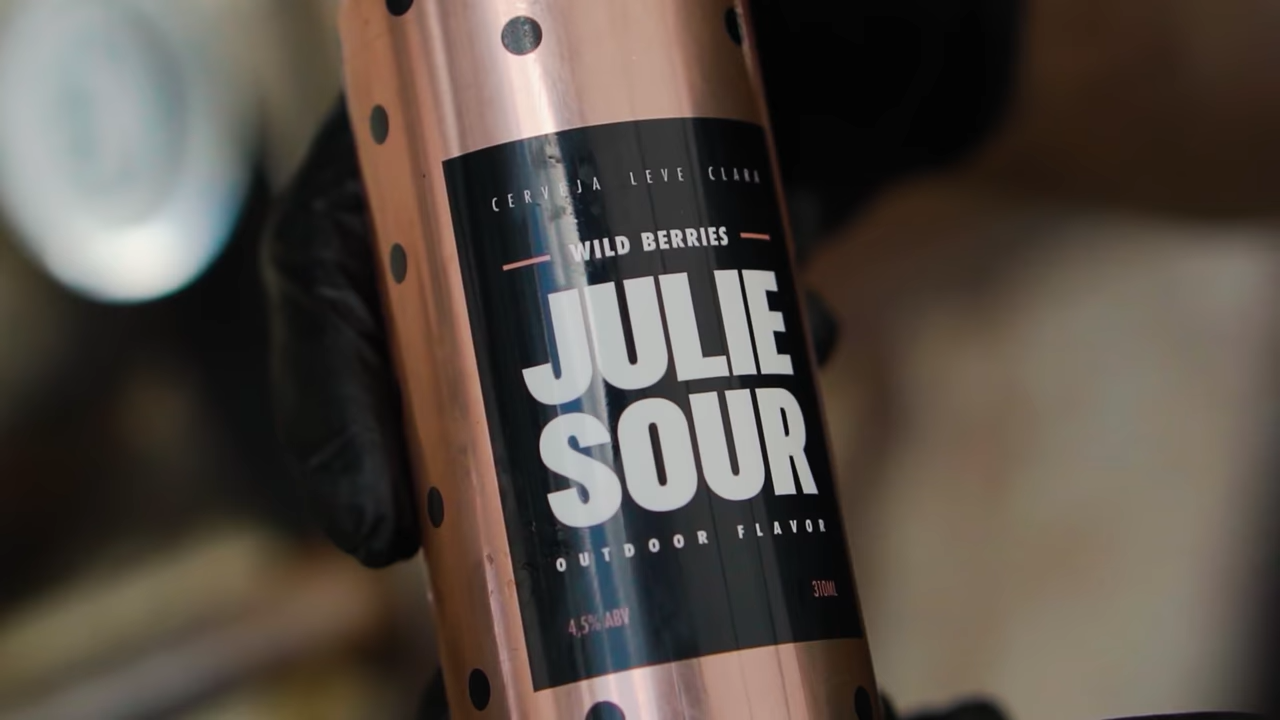 CERVEJA LEVE CLARA
WILD BERRIES
JULIE
SOUR
OUTDOOR FLAVOR
310ML
4,5% ABV